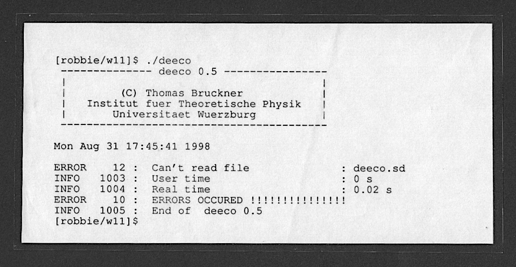 [robbie/w11]$ ./deeco
-------------- deeco 0.5 ----------------
| |
| (C) Thomas Bruckner |
| Institut fuer Theoretische Physik |
| Universitaet Wuerzburg |
-----------------------------------------
Mon Aug 31 17:45:41 1998
ERROR 12 : Can't read file : deeco.sd
INFO 1003 : User time : 0 s
INFO 1004 : Real time : 0.02 s
ERROR 10 : ERRORS OCCURED !!!!!!!!!!!!!!!
INFO 1005 : End of deeco 0.5
[robbie/w11]$